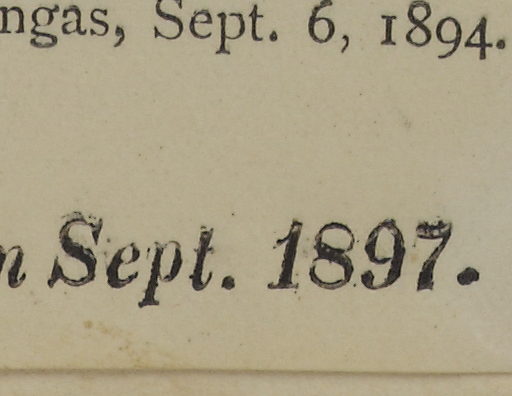 ngas, Sept. 6, 1894.
n Sept. 1897.